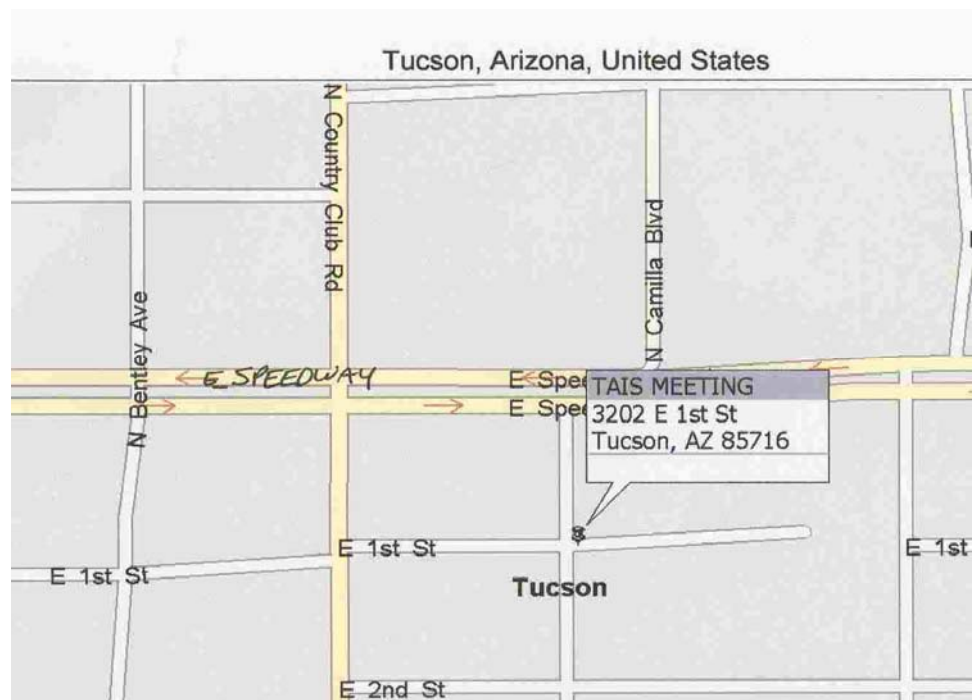 Tucson, Arizona, United States
N Country Club Rd
N Camilla Blvd
N Bentley Ave
E SPEEDWAY
E Spee
E Spee
TAIS MEETING
3202 E 1st St
Tucson, AZ 85716
E 1st St
E 1st
E 1st St
Tucson
E 2nd St